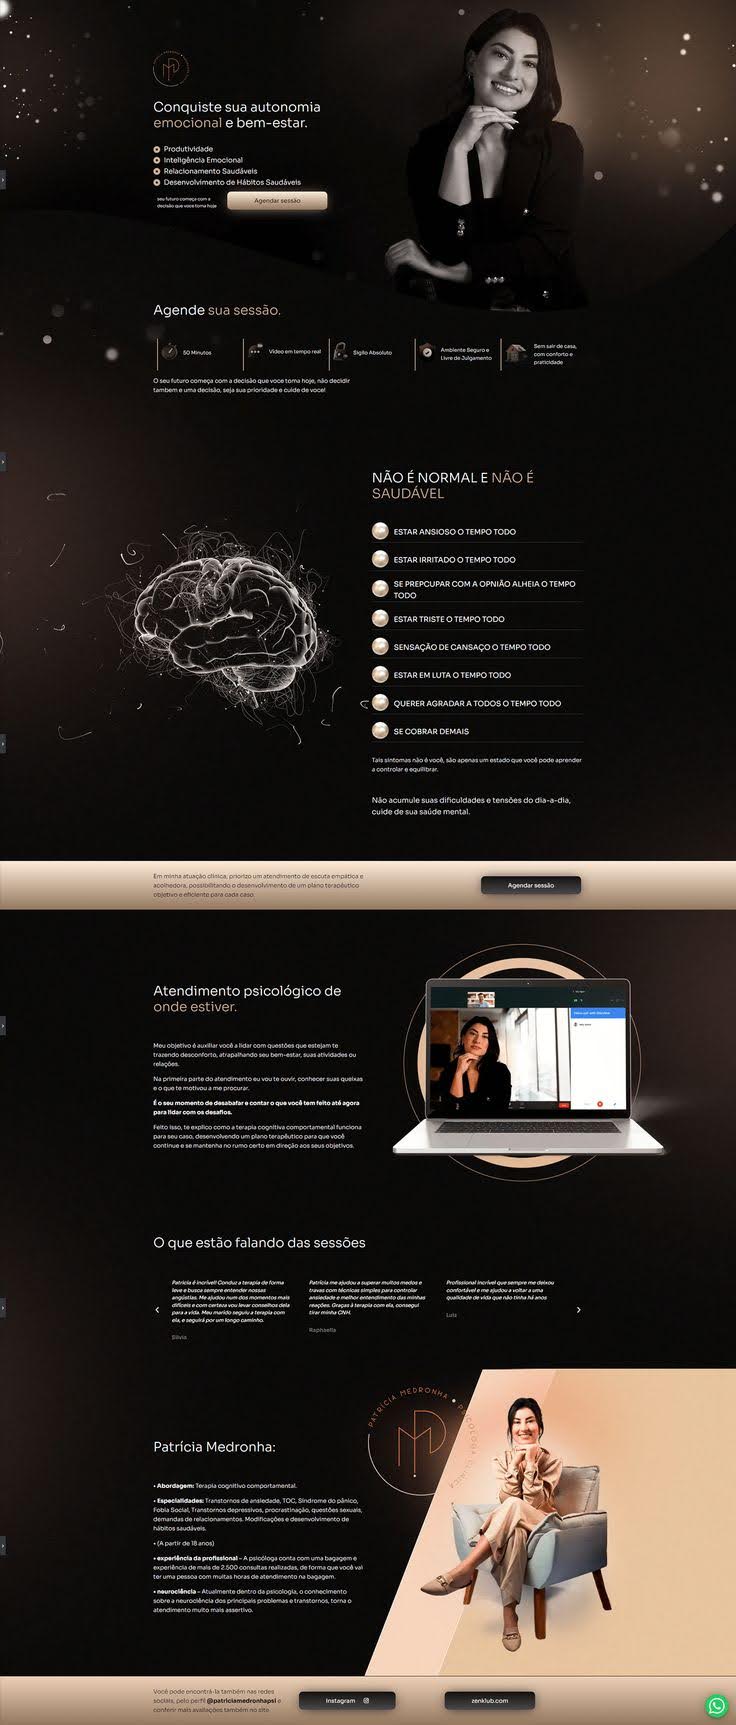 Conquiste sua autonomia
emocional e bem-estar.
Produtividade
Inteligência Emocional
Relacionamento Saudáveis
Desenvolvimento de Hábitos Saudáveis
seu futuro começa com a
decisão que voce toma hoje
Agendar sessão
Agende sua sessão.
50 Minutos
Vídeo em tempo real
Sigilo Absoluto
Ambiente Seguro e
Livre de Julgamento
Sem sair de casa,
com conforto e
praticidade
O seu futuro começa com a decisão que voce toma hoje, não decidir
tambem e uma decisão, seja sua prioridade e cuide de voce!
NÃO É NORMAL E NÃO É
SAUDÁVEL
ESTAR ANSIOSO O TEMPO TODO
ESTAR IRRITADO O TEMPO TODO
SE PREPCUPAR COM A OPNIÃO ALHEIA O TEMPO
TODO
ESTAR TRISTE O TEMPO TODO
SENSAÇÃO DE CANSAÇO O TEMPO TODO
ESTAR EM LUTA O TEMPO TODO
QUERER AGRADAR A TODOS O TEMPO TODO
SE COBRAR DEMAIS
Tais sintomas não é você, são apenas um estado que você pode aprender
a controlar e equilibrar.
Não acumule suas dificuldades e tensões do dia-a-dia,
cuide de sua saúde mental.
Em minha atuação clínica, priorizo um atendimento de escuta empática e
acolhedora, possibilitando o desenvolvimento de um plano terapêutico
objetivo e eficiente para cada caso.
Agendar sessão
Atendimento psicológico de
onde estiver.
Meu objetivo é auxiliar você a lidar com questões que estejam te
trazendo desconforto, atrapalhando seu bem-estar, suas atividades ou
relações.
Na primeira parte do atendimento eu vou te ouvir, conhecer suas queixas
e o que te motivou a me procurar.
É o seu momento de desabafar e contar o que você tem feito até agora
para lidar com os desafios.
Feito isso, te explico como a terapia cognitiva comportamental funciona
para seu caso, desenvolvendo um plano terapêutico para que você
continue e se mantenha no rumo certo em direção aos seus objetivos.
O que estão falando das sessões
Patricia é incrível! Conduz a terapia de forma
leve e busca sempre entender nossas
angústias. Me ajudou num dos momentos mais
difíceis e com certeza vou levar conselhos dela
para a vida. Meu marido seguiu a terapia com
ela, e seguirá por um longo caminho.
Silvia
Patrícia me ajudou a superar muitos medos e
travas com técnicas simples para controlar
ansiedade e melhor entendimento das minhas
reações. Graças à terapia com ela, consegui
tirar minha CNH.
Raphaella
Profissional incrível que sempre me deixou
confortável e me ajudou a voltar a uma
qualidade de vida que não tinha há anos
Luis
PATRÍCIA MEDRONHA • PSICÓLOGA CLÍNICA
Patrícia Medronha:
• Abordagem: Terapia cognitivo comportamental.
• Especialidades: Transtornos de ansiedade, TOC, Síndrome do pânico,
Fobia Social, Transtornos depressivos, procrastinação, questões sexuais,
demandas de relacionamentos. Modificações e desenvolvimento de
hábitos saudáveis.
• (A partir de 18 anos)
• experiência da profissional – A psicóloga conta com uma bagagem e
experiência de mais de 2.500 consultas realizadas, de forma que você vai
ter uma pessoa com muitas horas de atendimento na bagagem.
• neurociência – Atualmente dentro da psicologia, o conhecimento
sobre a neurociência dos principais problemas e transtornos, torna o
atendimento muito mais assertivo.
Você pode encontrá-la também nas redes
sociais, pelo perfil @patriciamedronhapsi e
conferir mais avaliações também no site
Instagram
zenklub.com